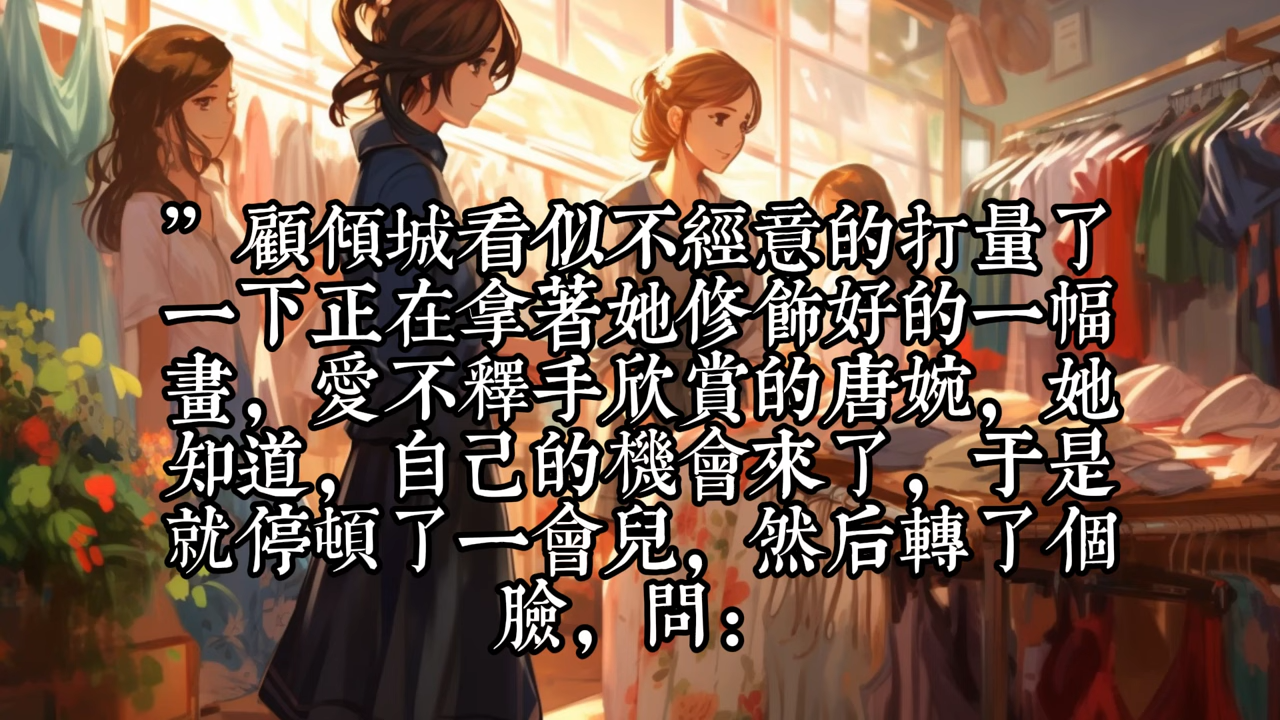 ”顧傾城看似不經意的打量了
一下正在拿著她修飾好的一幅
畫，愛不釋手欣賞的唐婉，她
知道，自己的機會來了，于是
就停頓了一會兒，然后轉了個
臉，問：